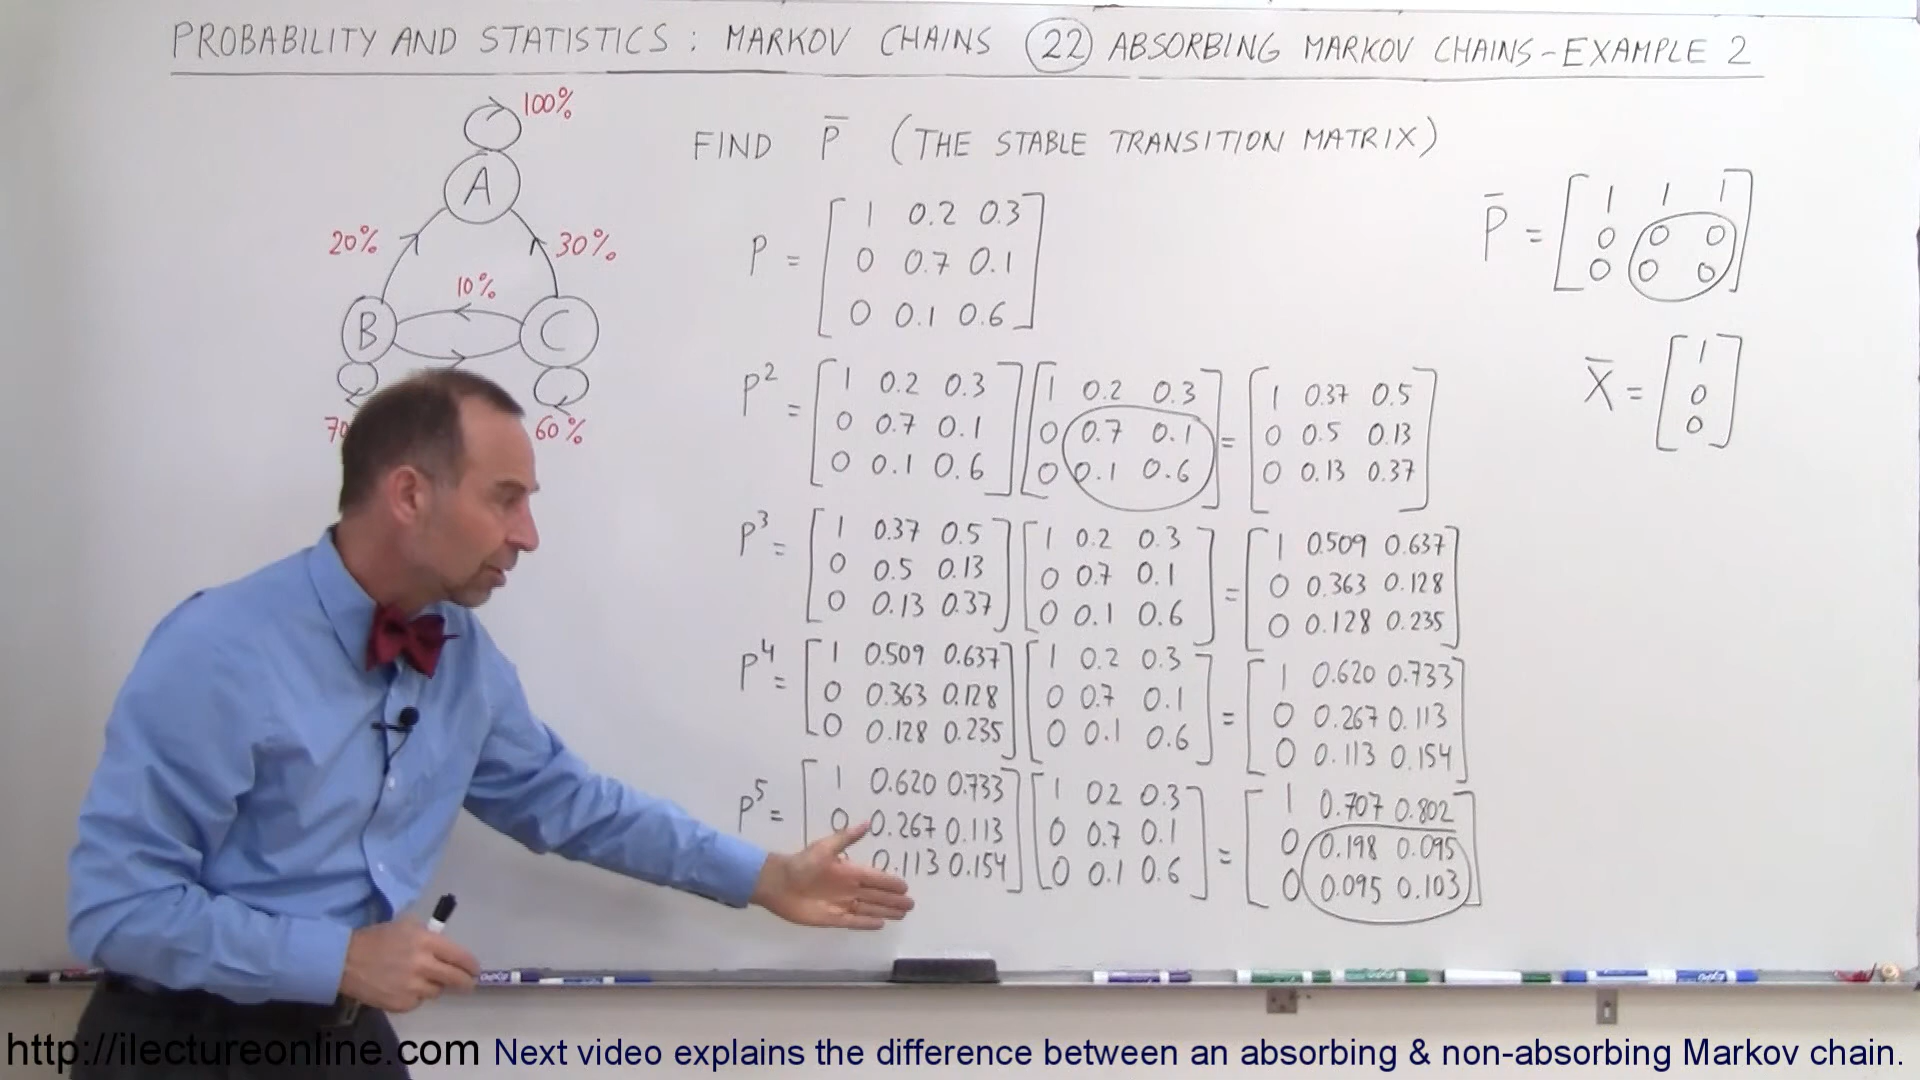 PROBABILITY AND STATISTICS: MARKOV CHAINS 22 ABSORBING MARKOV CHAINS-EXAMPLE 2
100%
A
20%
30%
10%
B
C
70
60%
FIND P̅ (THE STABLE TRANSITION MATRIX)
P = [1 0.2 0.3
0 0.7 0.1
0 0.1 0.6]
P² = [1 0.2 0.3] [1 0.2 0.3] = [1 0.37 0.5]
[0 0.7 0.1] [0 0.7 0.1] [0 0.5 0.13]
[0 0.1 0.6] [0 0.1 0.6] [0 0.13 0.37]
P³ = [1 0.37 0.5] [1 0.2 0.3] = [1 0.509 0.637]
[0 0.5 0.13] [0 0.7 0.1] [0 0.363 0.128]
[0 0.13 0.37] [0 0.1 0.6] [0 0.128 0.235]
P⁴ = [1 0.509 0.637] [1 0.2 0.3] = [1 0.620 0.733]
[0 0.363 0.128] [0 0.7 0.1] [0 0.267 0.113]
[0 0.128 0.235] [0 0.1 0.6] [0 0.113 0.154]
P⁵ = [1 0.620 0.733] [1 02 0.3] = [1 0.707 0.802]
[0 0.267 0.113] [0 0.7 0.1] [0 0.198 0.095]
0.113 0.154] [0 0.1 0.6] [0 0.095 0.103]
P̅ = [1 1 1
0 0 0
0 0 0]
X̅ = [1
0
0]
http://ilectureonline.com Next video explains the difference between an absorbing & non-absorbing Markov chain.